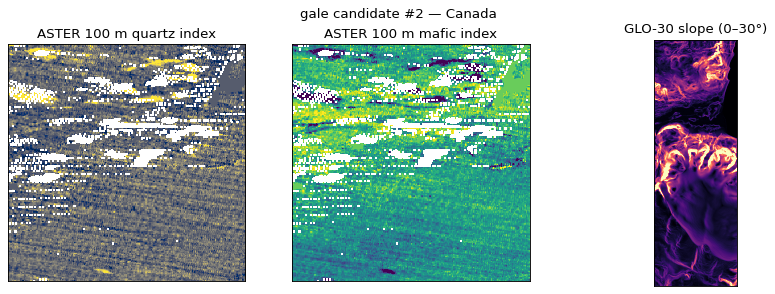 gale candidate #2 — Canada
ASTER 100 m quartz index
ASTER 100 m mafic index
GLO-30 slope (0–30°)